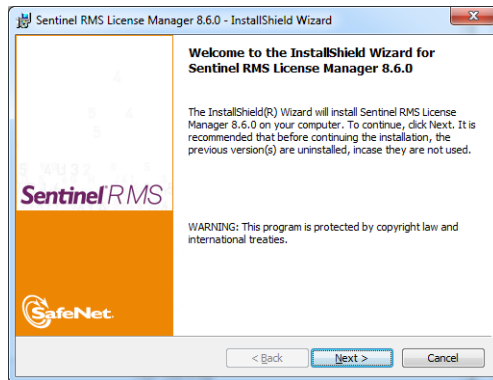 Sentinel RMS License Manager 8.6.0 - InstallShield Wizard
Welcome to the InstallShield Wizard for
Sentinel RMS License Manager 8.6.0
The InstallShield(R) Wizard will install Sentinel RMS License
Manager 8.6.0 on your computer. To continue, click Next. It is
recommended that before continuing the installation, the
previous version(s) are uninstalled, incase they are not used.
Sentinel RMS
WARNING: This program is protected by copyright law and
international treaties.
SafeNet.
< Back
Next >
Cancel